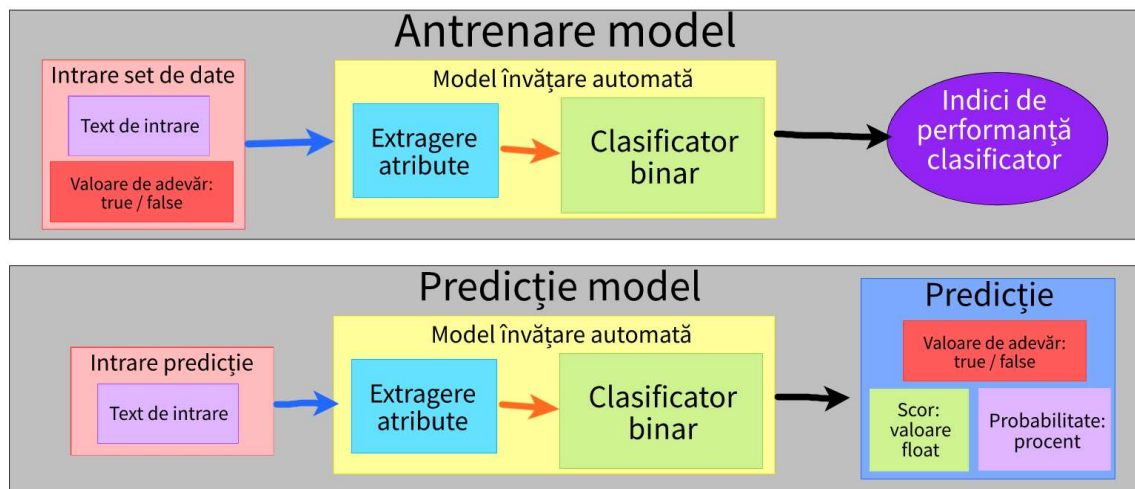 Antrenare model
Intrare set de date
Text de intrare
Valoare de adevăr:
true / false
Model învățare automată
Extragere
atribute
Clasificator
binar
Indici de
performanță
clasificator
Predicție model
Intrare predicție
Text de intrare
Model învățare automată
Extragere
atribute
Clasificator
binar
Predicție
Valoare de adevăr:
true / false
Scor:
valoare
float
Probabilitate:
procent